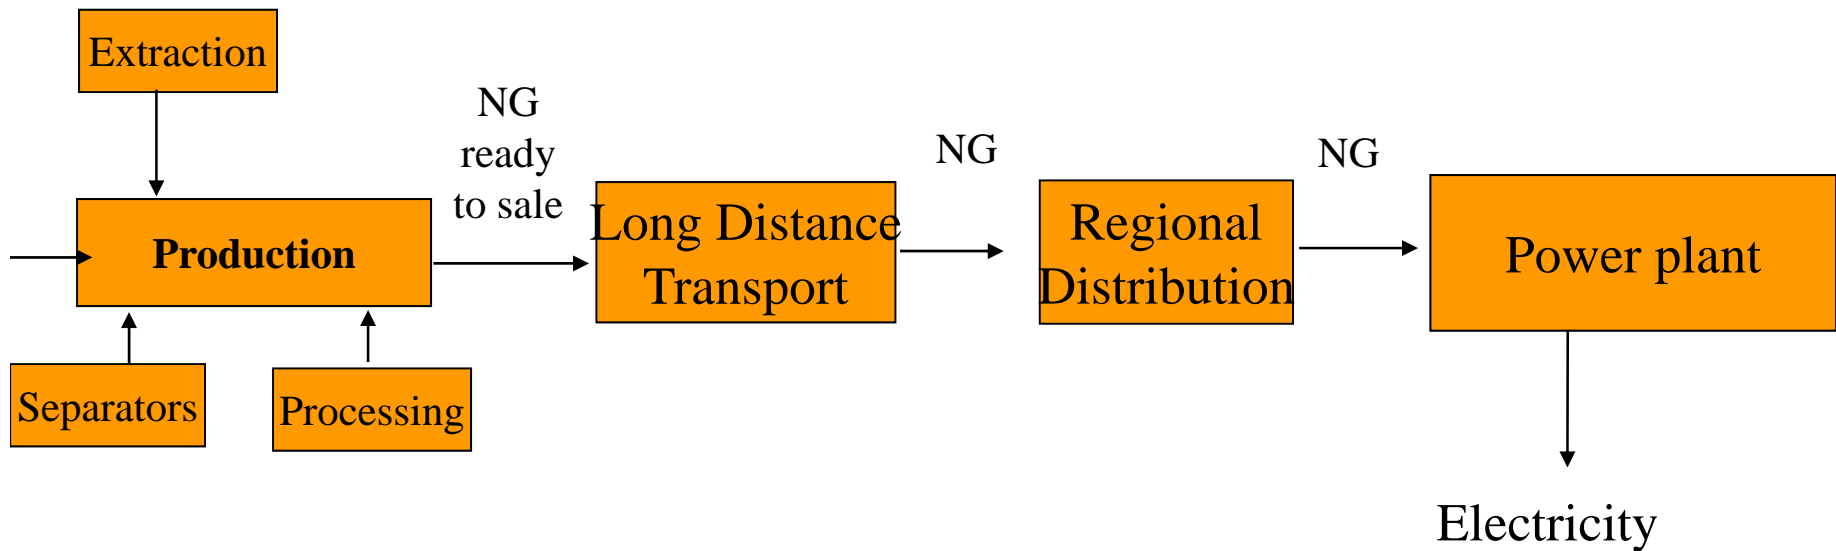 Extraction
NG
ready
to sale
NG
NG
Production
Long Distance
Transport
Regional
Distribution
Power plant
Separators
Processing
Electricity